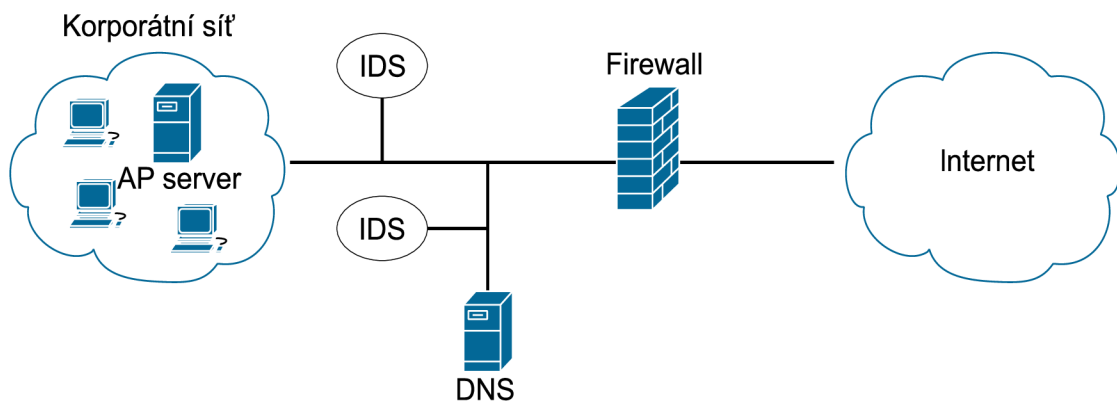 Korporátní síť
IDS
Firewall
AP server
Internet
IDS
DNS